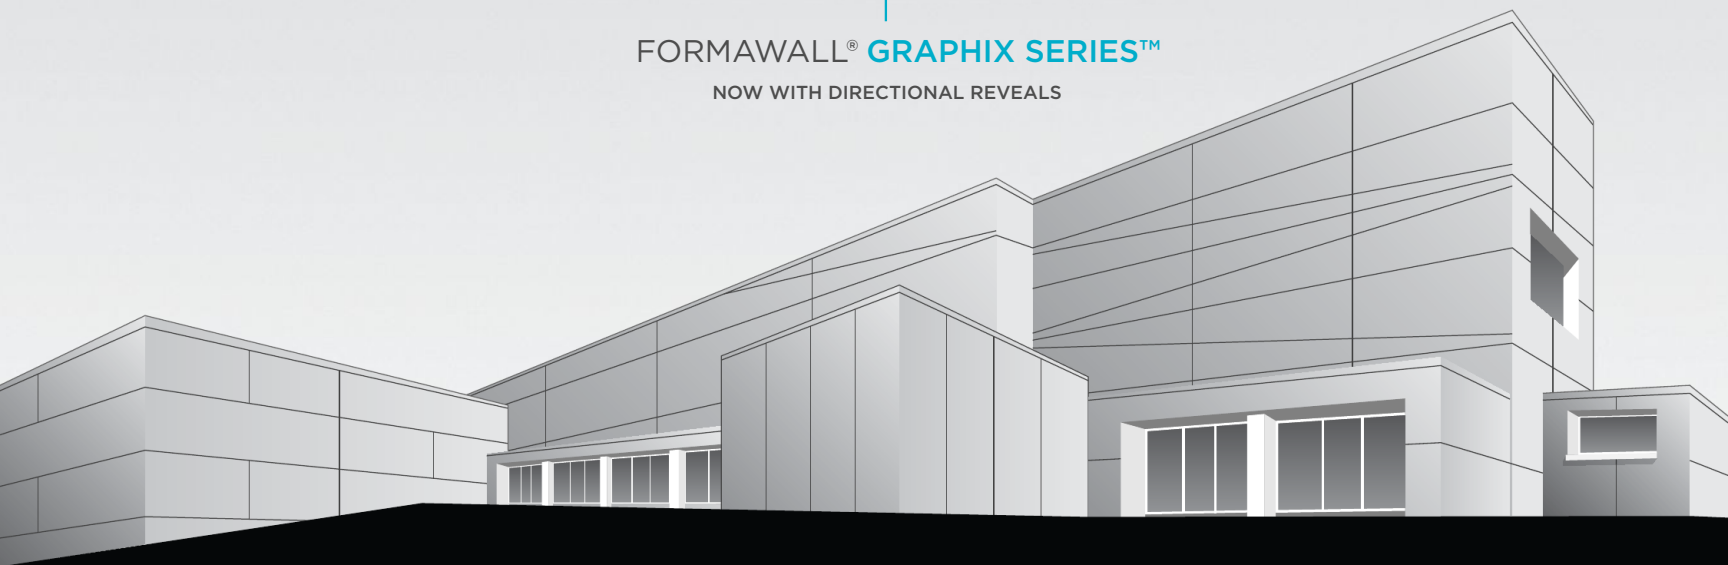 FORMAWALL® GRAPHIX SERIES™
NOW WITH DIRECTIONAL REVEALS